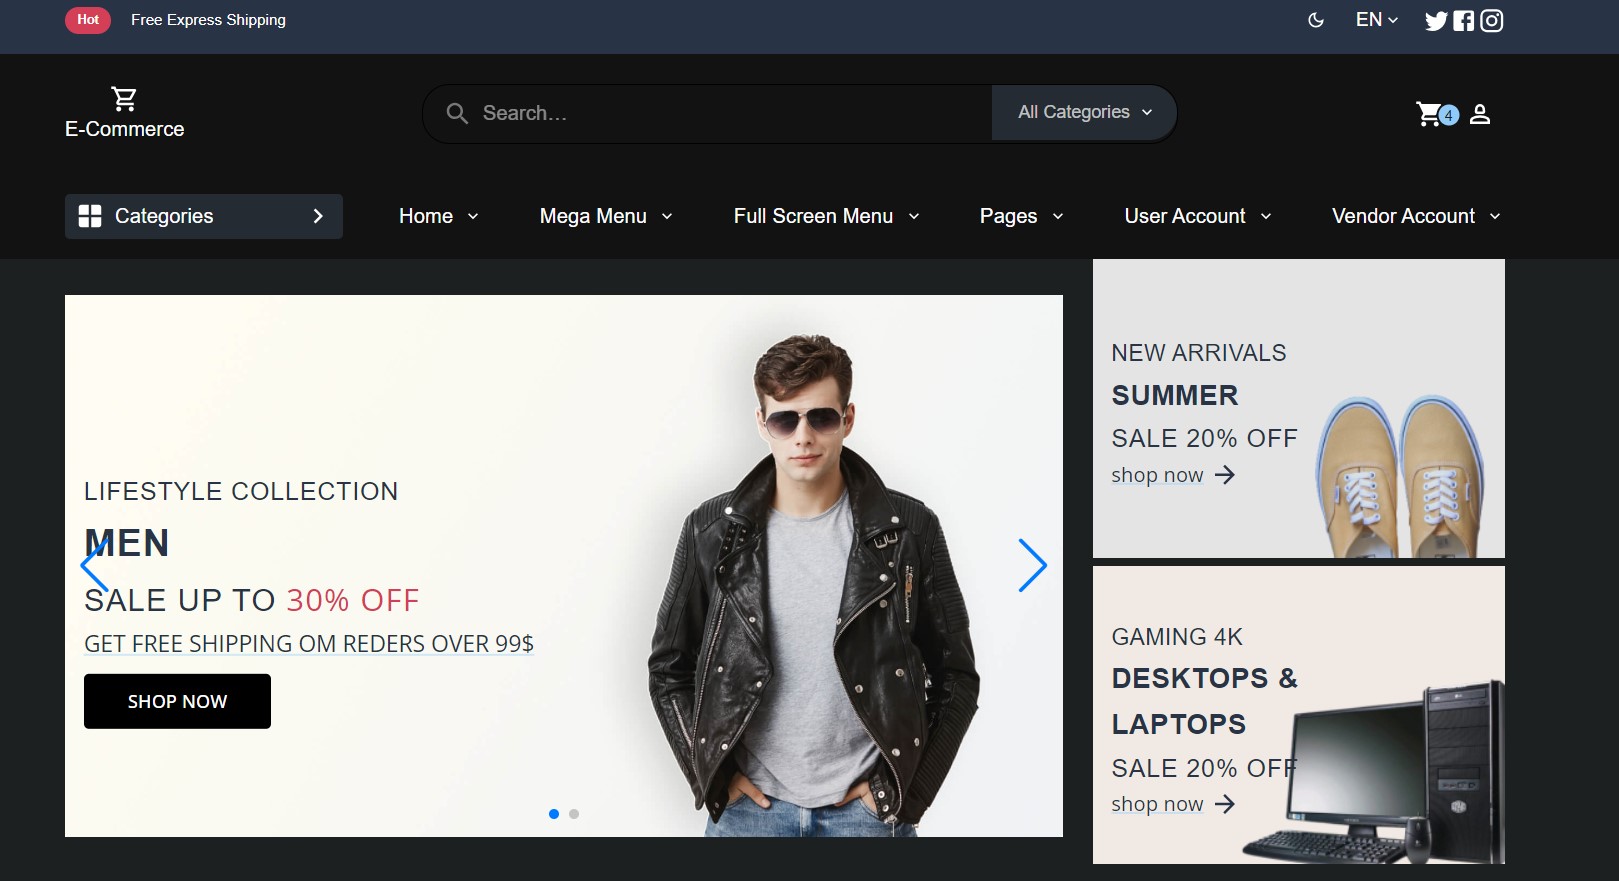 Hot Free Express Shipping EN
E-Commerce
Search...
All Categories
4
Categories
Home Mega Menu Full Screen Menu Pages User Account Vendor Account
LIFESTYLE COLLECTION
MEN
SALE UP TO 30% OFF
GET FREE SHIPPING OM REDERS OVER 99$
SHOP NOW
NEW ARRIVALS
SUMMER
SALE 20% OFF
shop now
GAMING 4K
DESKTOPS &
LAPTOPS
SALE 20% OFF
shop now